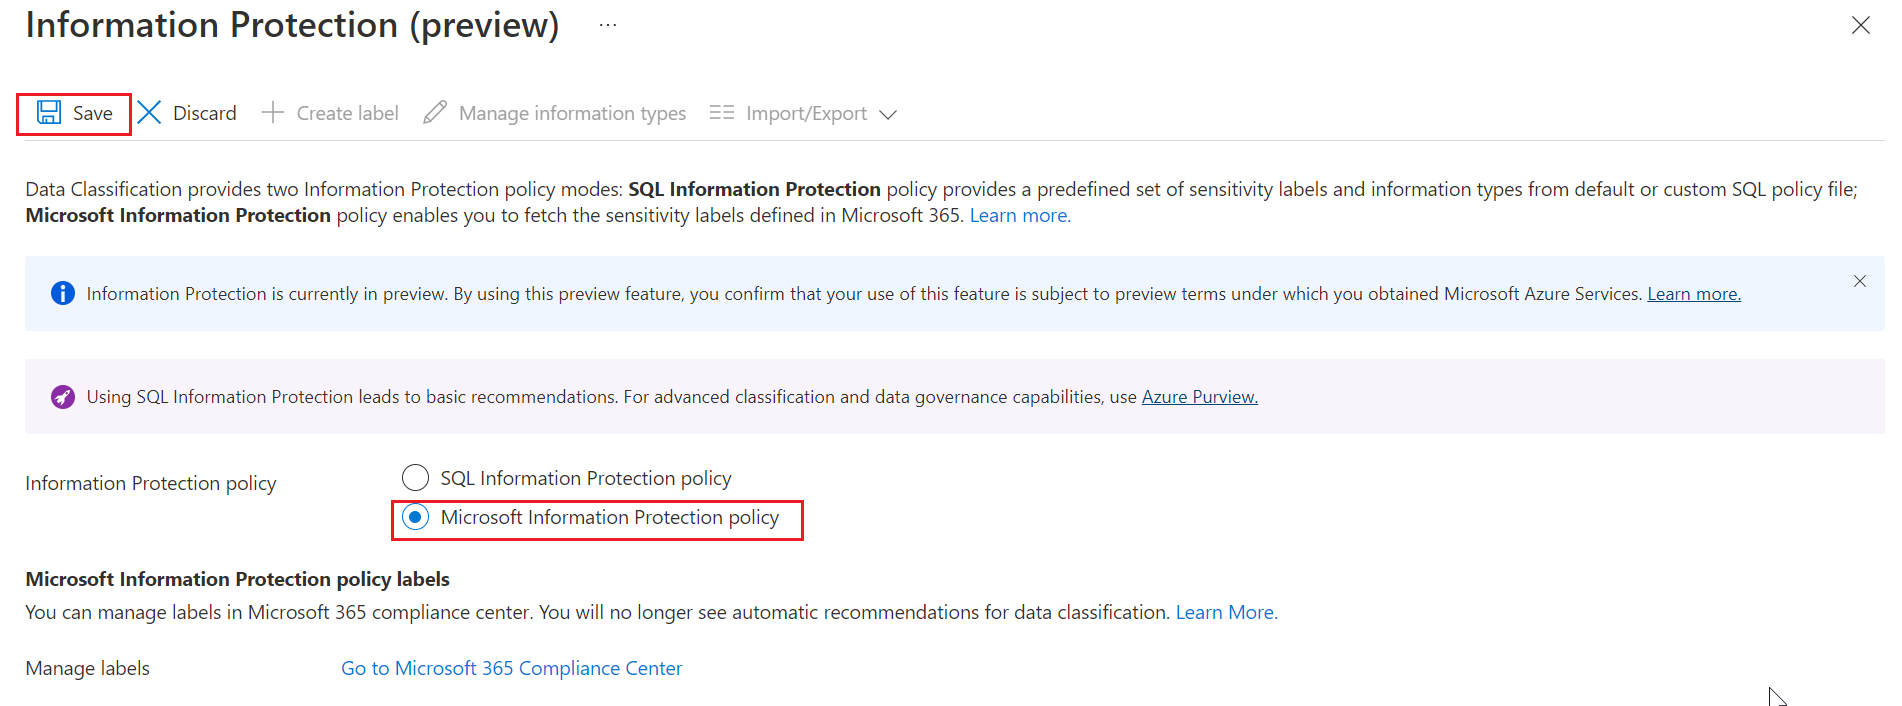 Information Protection (preview) ...
Save Discard Create label Manage information types Import/Export
Data Classification provides two Information Protection policy modes: SQL Information Protection policy provides a predefined set of sensitivity labels and information types from default or custom SQL policy file;
Microsoft Information Protection policy enables you to fetch the sensitivity labels defined in Microsoft 365. Learn more.
Information Protection is currently in preview. By using this preview feature, you confirm that your use of this feature is subject to preview terms under which you obtained Microsoft Azure Services. Learn more.
Using SQL Information Protection leads to basic recommendations. For advanced classification and data governance capabilities, use Azure Purview.
Information Protection policy
SQL Information Protection policy
Microsoft Information Protection policy
Microsoft Information Protection policy labels
You can manage labels in Microsoft 365 compliance center. You will no longer see automatic recommendations for data classification. Learn More.
Manage labels Go to Microsoft 365 Compliance Center